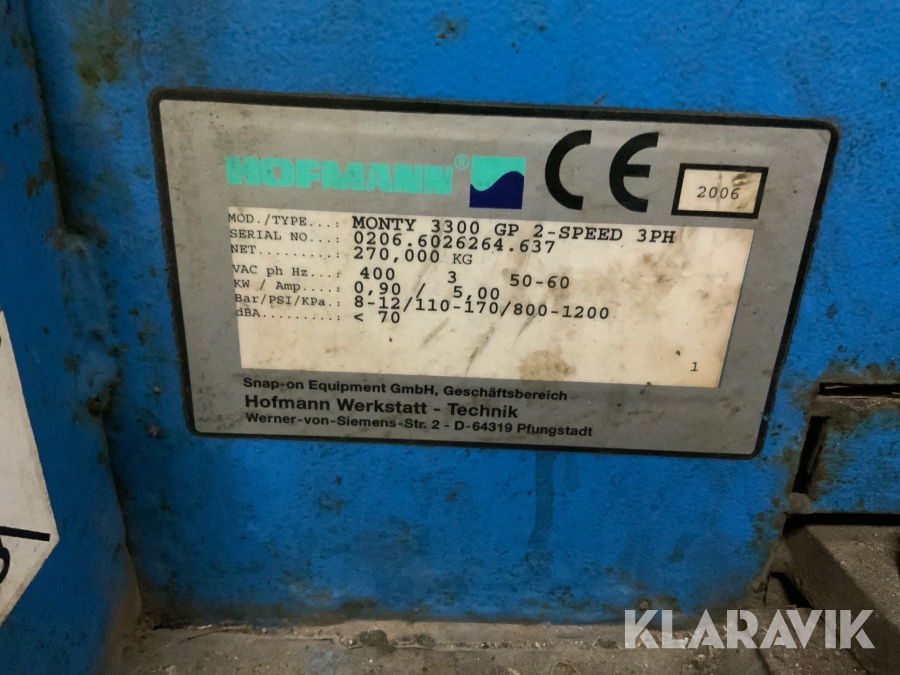 HOFMANN®
CE
2006
MOD./TYPE...: MONTY 3300 GP 2-SPEED 3PH
SERIAL NO...: 0206.6026264.637
NET.........: 270,000 KG
VAC ph Hz...: 400 3 50-60
KW / Amp....: 0,90 / 5,00
Bar/PSI/KPa.: 8-12/110-170/800-1200
dBA.........: < 70
1
Snap-on Equipment GmbH, Geschäftsbereich
Hofmann Werkstatt - Technik
Werner-von-Siemens-Str. 2 - D-64319 Pfungstadt
KLARAVIK